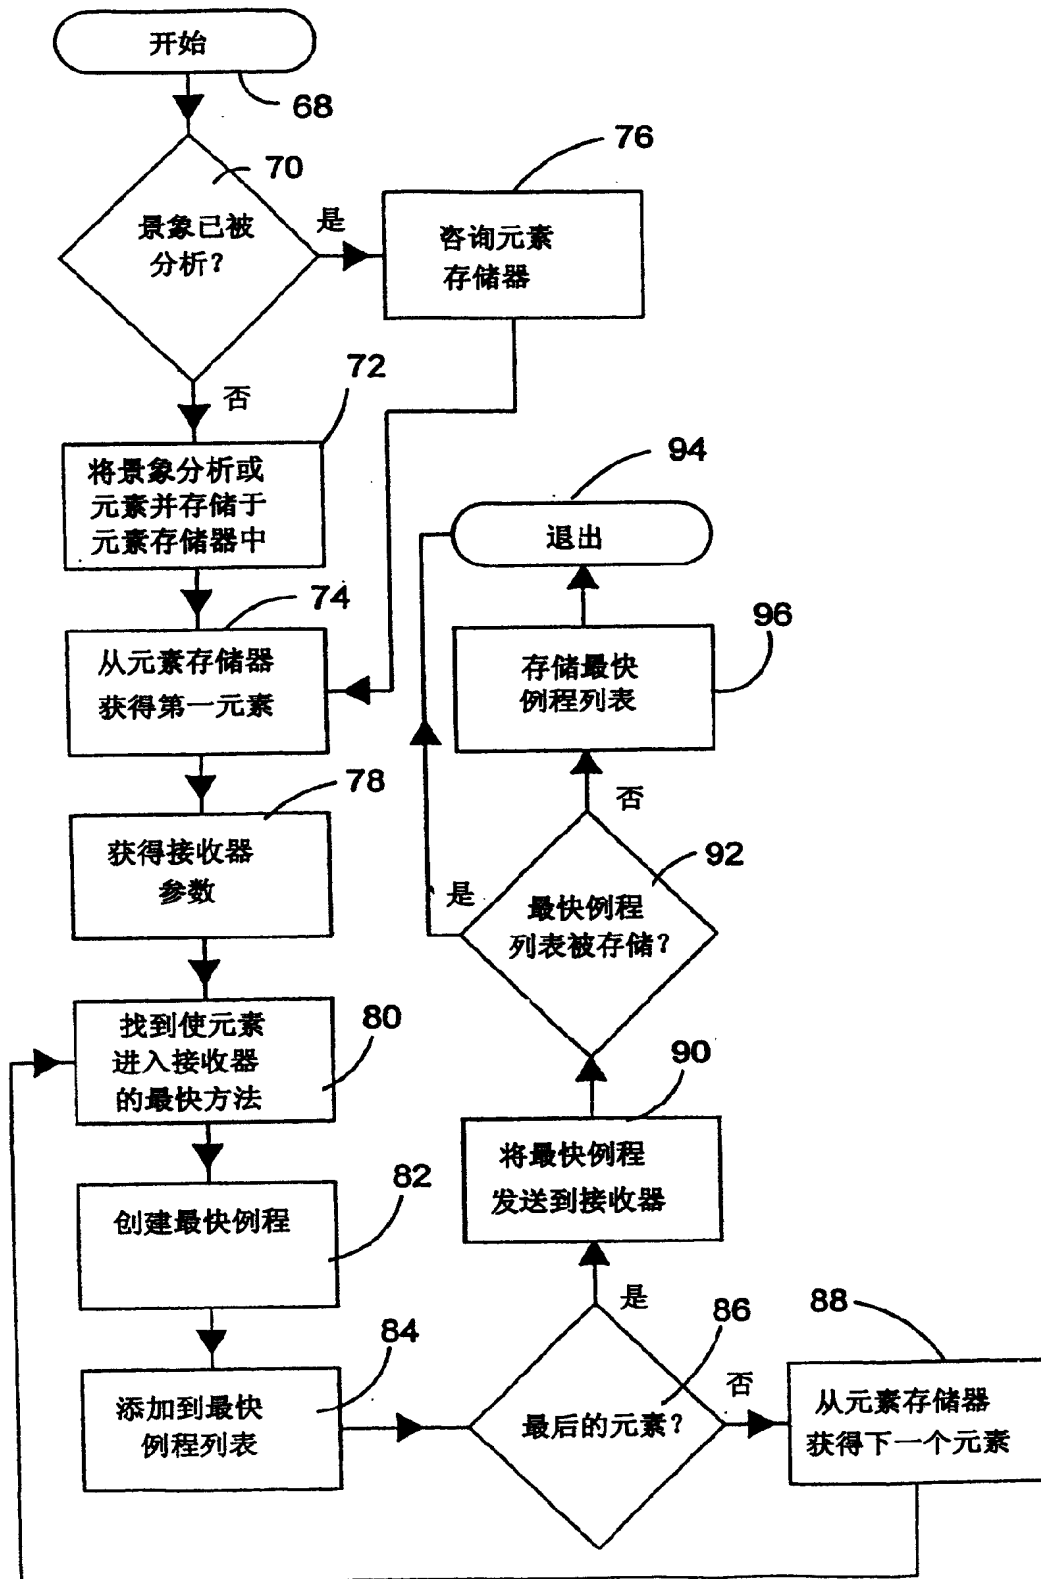 开始
68
70
景象已被
分析？
是
76
咨询元素
存储器
否
72
将景象分析或
元素并存储于
元素存储器中
74
从元素存储器
获得第一元素
78
获得接收器
参数
80
找到使元素
进入接收器
的最快方法
82
创建最快例程
84
添加到最快
例程列表
86
最后的元素？
否
88
从元素存储器
获得下一个元素
是
90
将最快例程
发送到接收器
92
最快例程
列表被存储？
是
否
96
存储最快
例程列表
94
退出